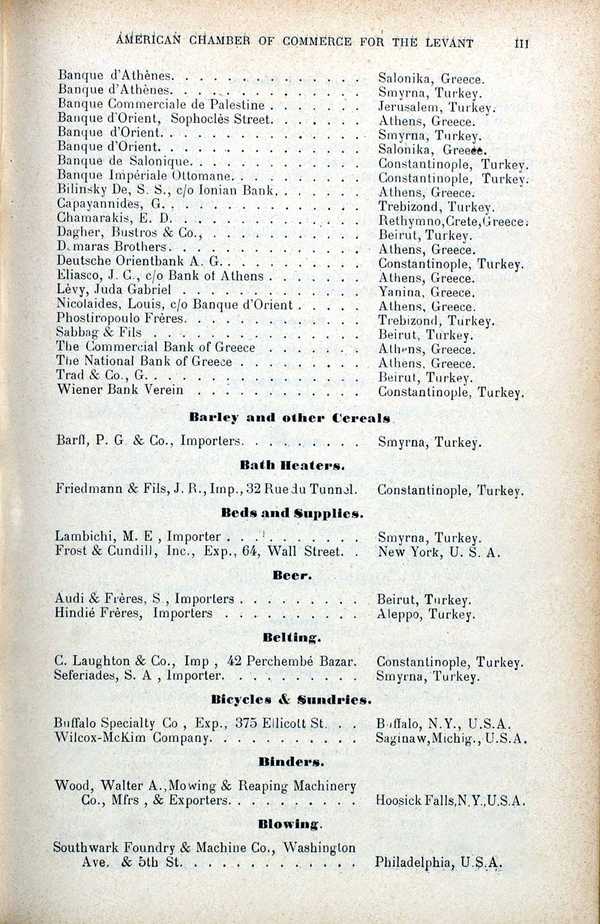 AMERICAN CHAMBER OF COMMERCE FOR THE LEVANT III
Banque d'Athènes. . . . . . . . . . . . . . Salonika, Greece.
Banque d'Athènes. . . . . . . . . . . . . . Smyrna, Turkey.
Banque Commerciale de Palestine . . . . . . Jerusalem, Turkey.
Banque d'Orient, Sophoclès Street. . . . . . Athens, Greece.
Banque d'Orient. . . . . . . . . . . . . . Smyrna, Turkey.
Banque d'Orient. . . . . . . . . . . . . . Salonika, Greece.
Banque de Salonique. . . . . . . . . . . . Constantinople, Turkey.
Banque Impériale Ottomane. . . . . . . . . Constantinople, Turkey.
Bilinsky De, S. S., c/o Ionian Bank. . . . . . Athens, Greece.
Capayannides, G. . . . . . . . . . . . . . Trebizond, Turkey.
Chamarakis, E. D. . . . . . . . . . . . . Rethymno, Crete, Greece.
Dagher, Bustros & Co., . . . . . . . . . . Beirut, Turkey.
D.maras Brothers. . . . . . . . . . . . . Athens, Greece.
Deutsche Orientbank A. G. . . . . . . . . . Constantinople, Turkey.
Eliasco, J. C., c/o Bank of Athens . . . . . . Athens, Greece.
Lévy, Juda Gabriel . . . . . . . . . . . . Yanina, Greece.
Nicolaides, Louis, c/o Banque d'Orient . . . . Athens, Greece.
Phostiropoulo Frères. . . . . . . . . . . . Trebizond, Turkey.
Sabbag & Fils . . . . . . . . . . . . . . Beirut, Turkey.
The Commercial Bank of Greece . . . . . . Athens, Greece.
The National Bank of Greece . . . . . . . . Athens, Greece.
Trad & Co., G. . . . . . . . . . . . . . . Beirut, Turkey.
Wiener Bank Verein . . . . . . . . . . . . Constantinople, Turkey.
Barley and other Cereals
Barff, P. G & Co., Importers. . . . . . . . . Smyrna, Turkey.
Bath Heaters.
Friedmann & Fils, J. R., Imp., 32 Rue du Tunnel. Constantinople, Turkey.
Beds and Supplies.
Lambichi, M. E , Importer . . . . . . . . . Smyrna, Turkey.
Frost & Cundill, Inc., Exp., 64, Wall Street. . New York, U. S. A.
Beer.
Audi & Frères, S , Importers . . . . . . . . . Beirut, Turkey.
Hindié Frères, Importers . . . . . . . . . . Aleppo, Turkey.
Belting.
C. Laughton & Co., Imp , 42 Perchembé Bazar. Constantinople, Turkey.
Seferiades, S. A , Importer. . . . . . . . . . Smyrna, Turkey.
Bicycles & Sundries.
Buffalo Specialty Co , Exp., 375 Ellicott St. . . Buffalo, N.Y., U.S.A.
Wilcox-McKim Company. . . . . . . . . . . Saginaw, Michig., U.S.A.
Binders.
Wood, Walter A., Mowing & Reaping Machinery
Co., Mfrs , & Exporters. . . . . . . . . . Hoosick Falls, N.Y., U.S.A.
Blowing.
Southwark Foundry & Machine Co., Washington
Ave. & 5th St. . . . . . . . . . . . . . Philadelphia, U.S.A.